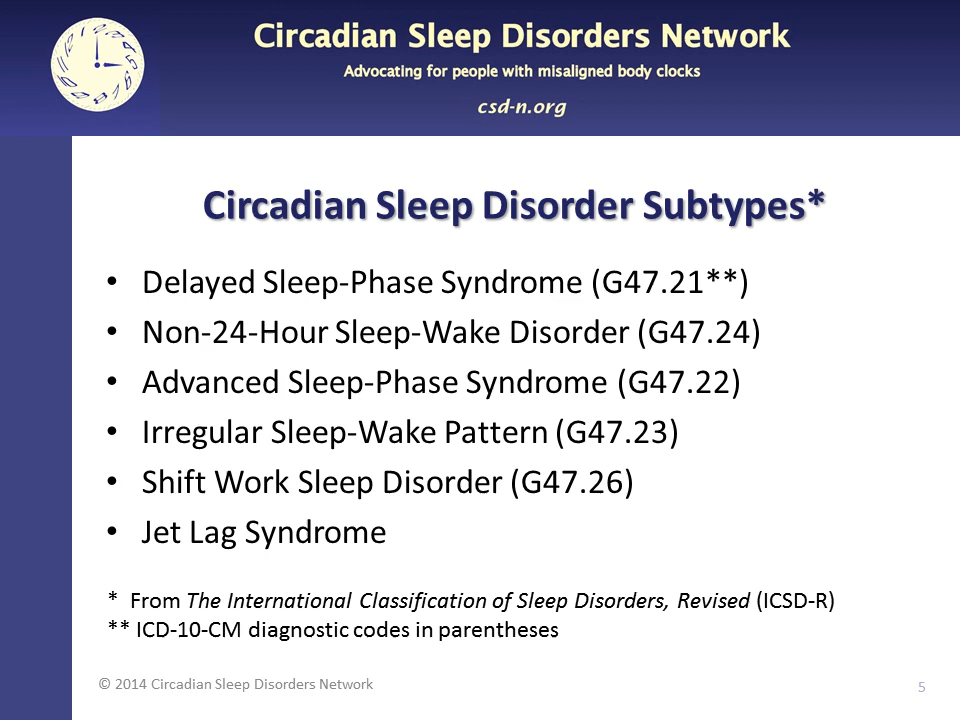 Circadian Sleep Disorders Network
Advocating for people with misaligned body clocks
csd-n.org
Circadian Sleep Disorder Subtypes*
• Delayed Sleep-Phase Syndrome (G47.21**)
• Non-24-Hour Sleep-Wake Disorder (G47.24)
• Advanced Sleep-Phase Syndrome (G47.22)
• Irregular Sleep-Wake Pattern (G47.23)
• Shift Work Sleep Disorder (G47.26)
• Jet Lag Syndrome
* From The International Classification of Sleep Disorders, Revised (ICSD-R)
** ICD-10-CM diagnostic codes in parentheses
© 2014 Circadian Sleep Disorders Network
5